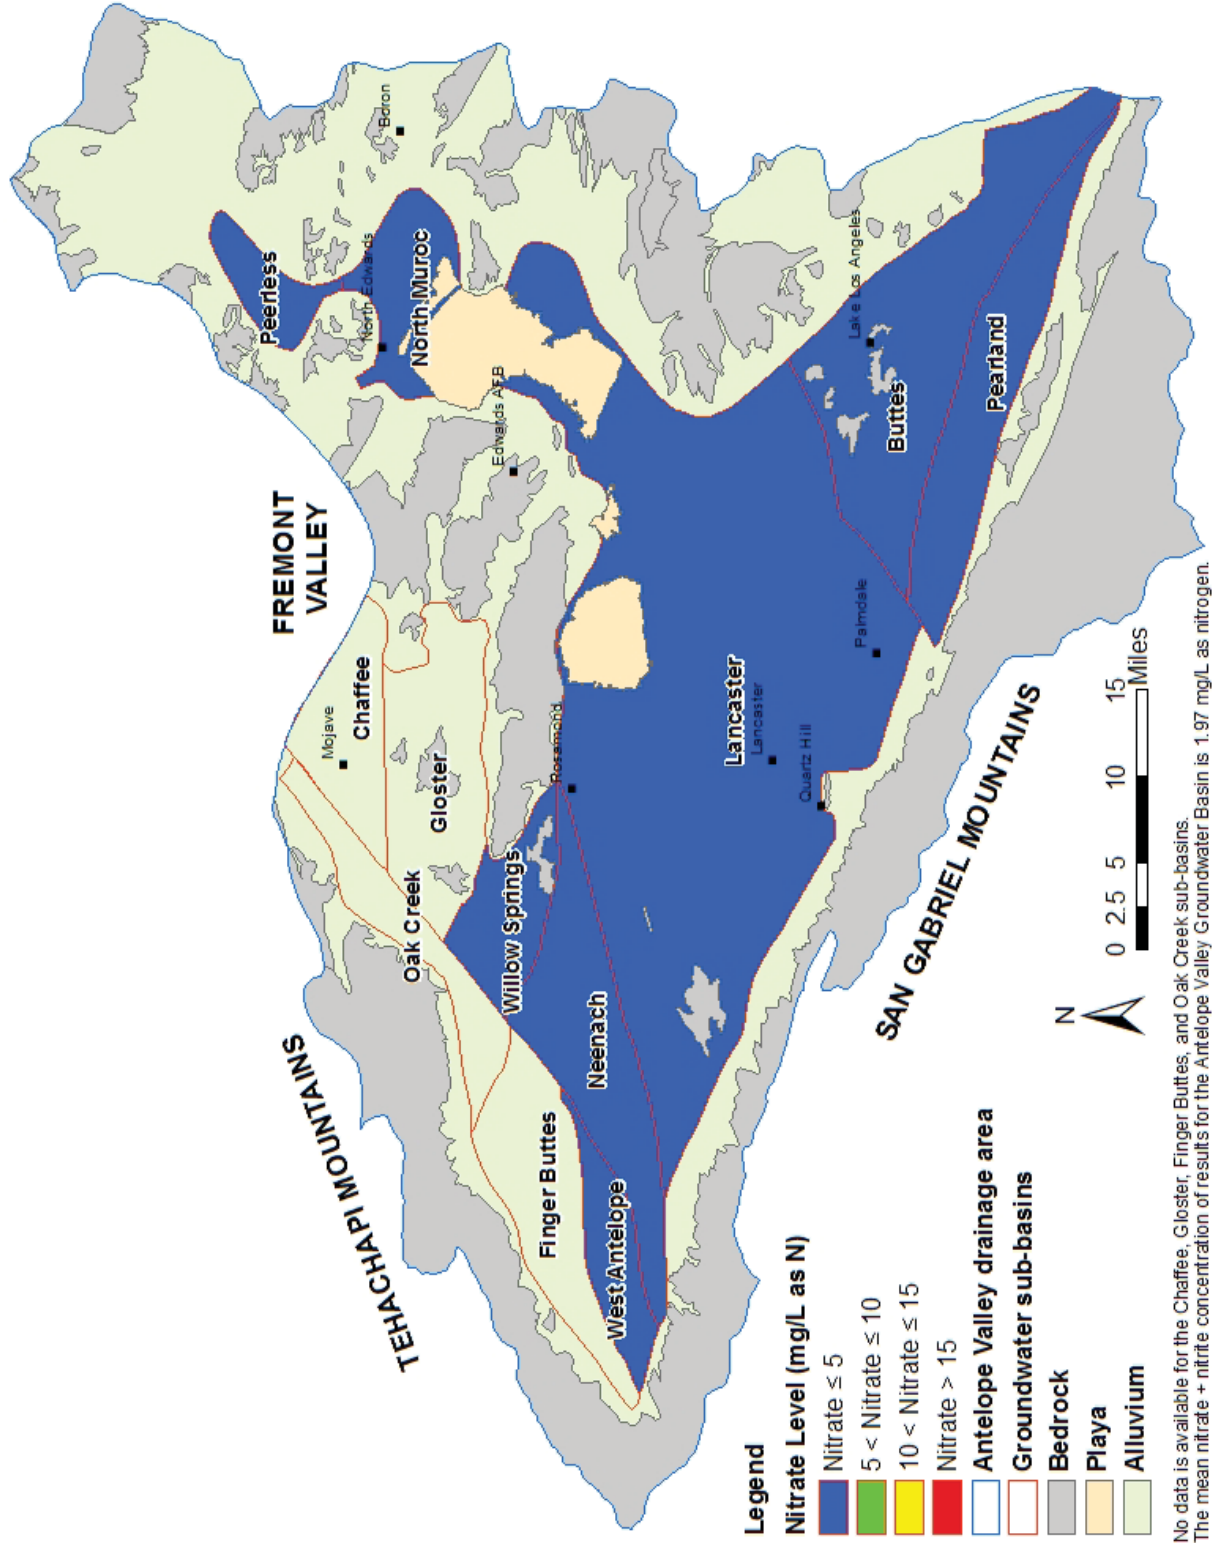 TEHACHAPI MOUNTAINS
FREMONT
VALLEY
Peerless
North Edwards
Boron
North Muroc
Edwards AFB
Mojave
Chaffee
Gloster
Oak Creek
Rosamond
Willow Springs
Finger Buttes
Neenach
West Antelope
Lancaster
Lancaster
Lake Los Angeles
Buttes
Quartz Hill
Palmdale
Pearland
SAN GABRIEL MOUNTAINS
N
0 2.5 5 10 15
Miles
Legend
Nitrate Level (mg/L as N)
Nitrate ≤ 5
5 < Nitrate ≤ 10
10 < Nitrate ≤ 15
Nitrate > 15
Antelope Valley drainage area
Groundwater sub-basins
Bedrock
Playa
Alluvium
No data is available for the Chaffee, Gloster, Finger Buttes, and Oak Creek sub-basins.
The mean nitrate + nitrite concentration of results for the Antelope Valley Groundwater Basin is 1.97 mg/L as nitrogen.